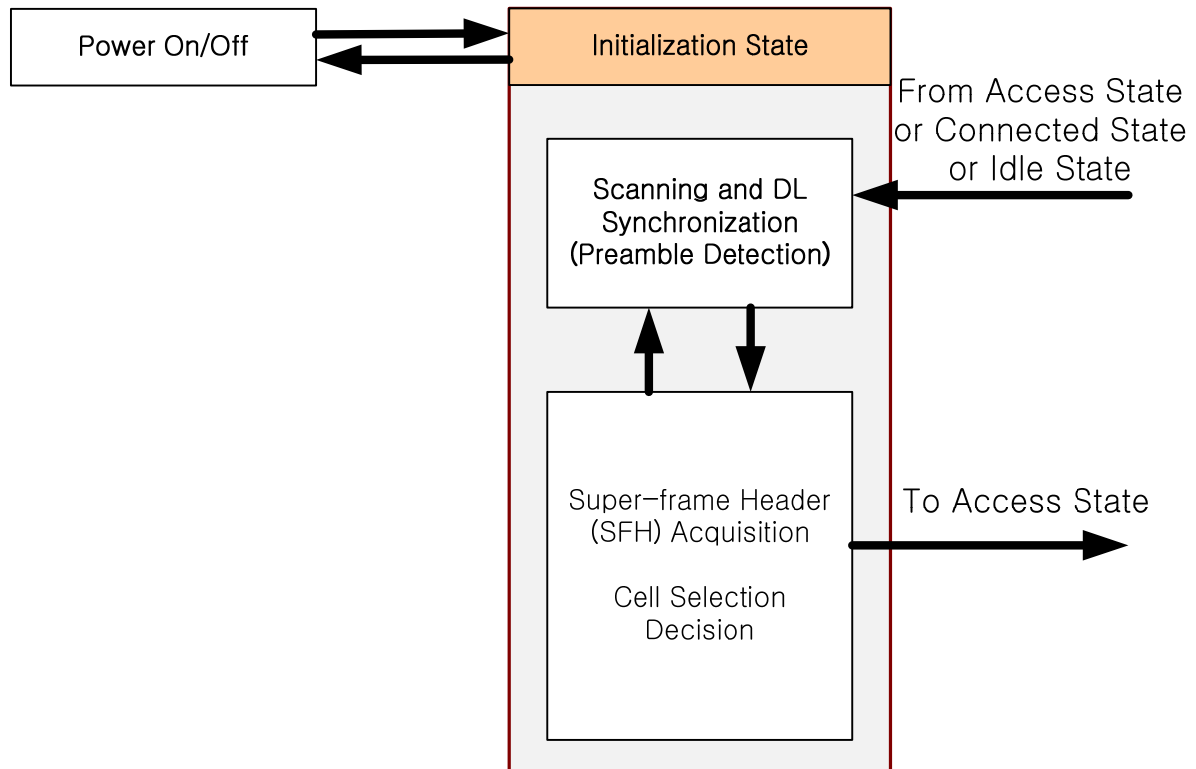 Power On/Off
Initialization State
From Access State
or Connected State
or Idle State
Scanning and DL
Synchronization
(Preamble Detection)
Super-frame Header
(SFH) Acquisition
Cell Selection
Decision
To Access State